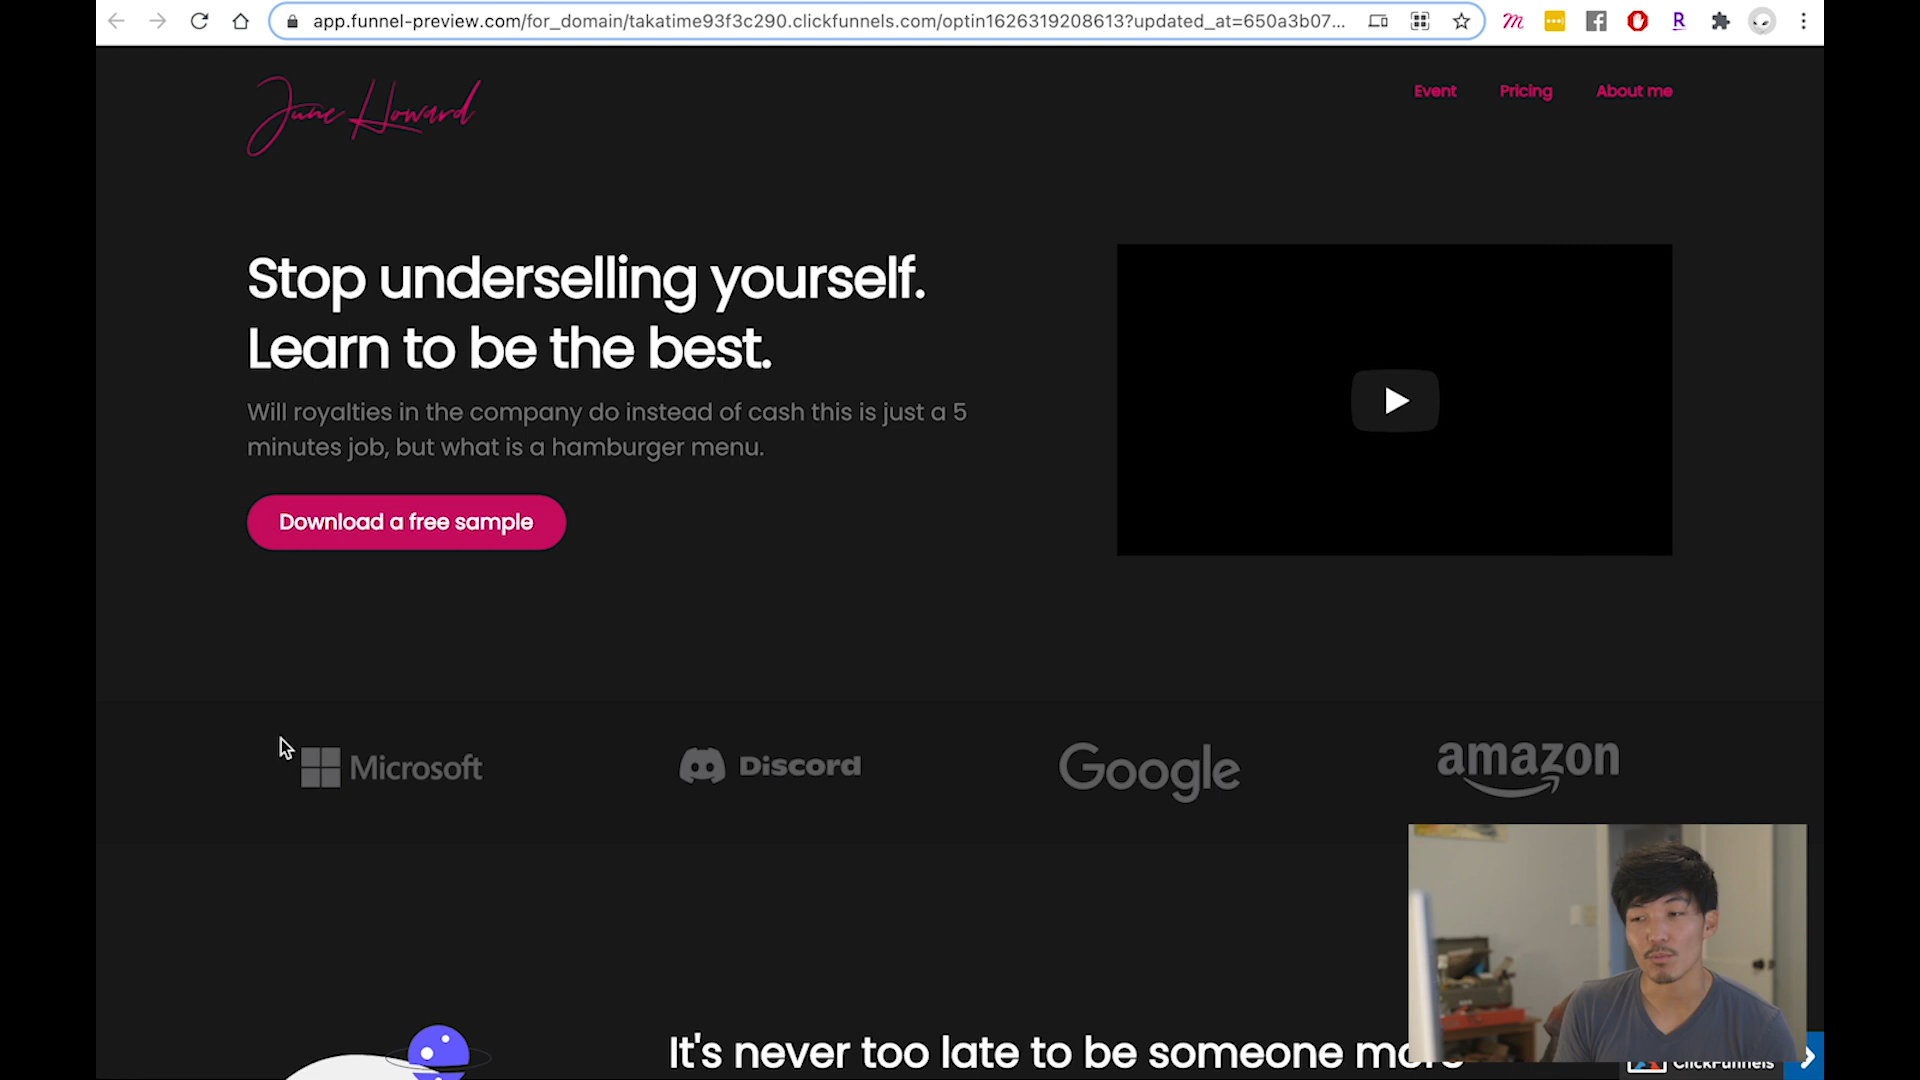 app.funnel-preview.com/for_domain/takatime93f3c290.clickfunnels.com/optin1626319208613?updated_at=650a3b07...
June Howard
Event Pricing About me
Stop underselling yourself.
Learn to be the best.
Will royalties in the company do instead of cash this is just a 5
minutes job, but what is a hamburger menu.
Download a free sample
Microsoft Discord Google amazon
It's never too late to be someone more
ClickFunnels